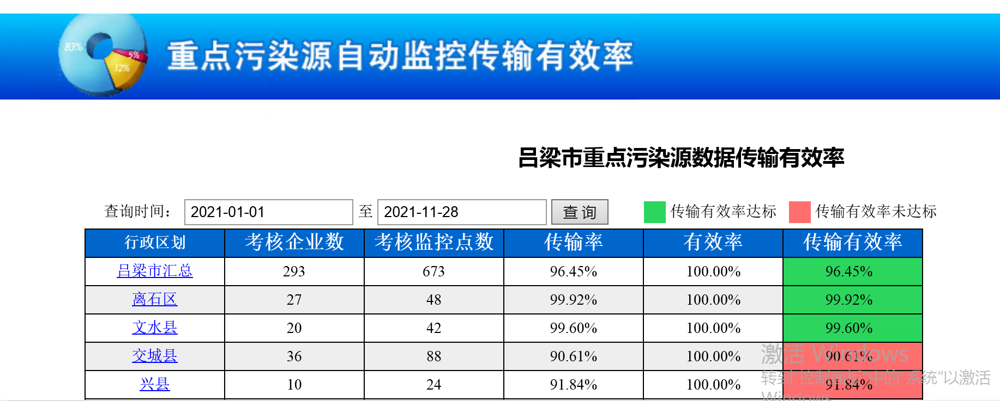 83%
5%
12%
重点污染源自动监控传输有效率
吕梁市重点污染源数据传输有效率
查询时间： 2021-01-01 至 2021-11-28 查 询 传输有效率达标 传输有效率未达标
行政区划 考核企业数 考核监控点数 传输率 有效率 传输有效率
吕梁市汇总 293 673 96.45% 100.00% 96.45%
离石区 27 48 99.92% 100.00% 99.92%
文水县 20 42 99.60% 100.00% 99.60%
交城县 36 88 90.61% 100.00% 90.61%
兴县 10 24 91.84% 100.00% 91.84%
激活 Windows
转到"控制面板"中的"系统"以激活
Windows